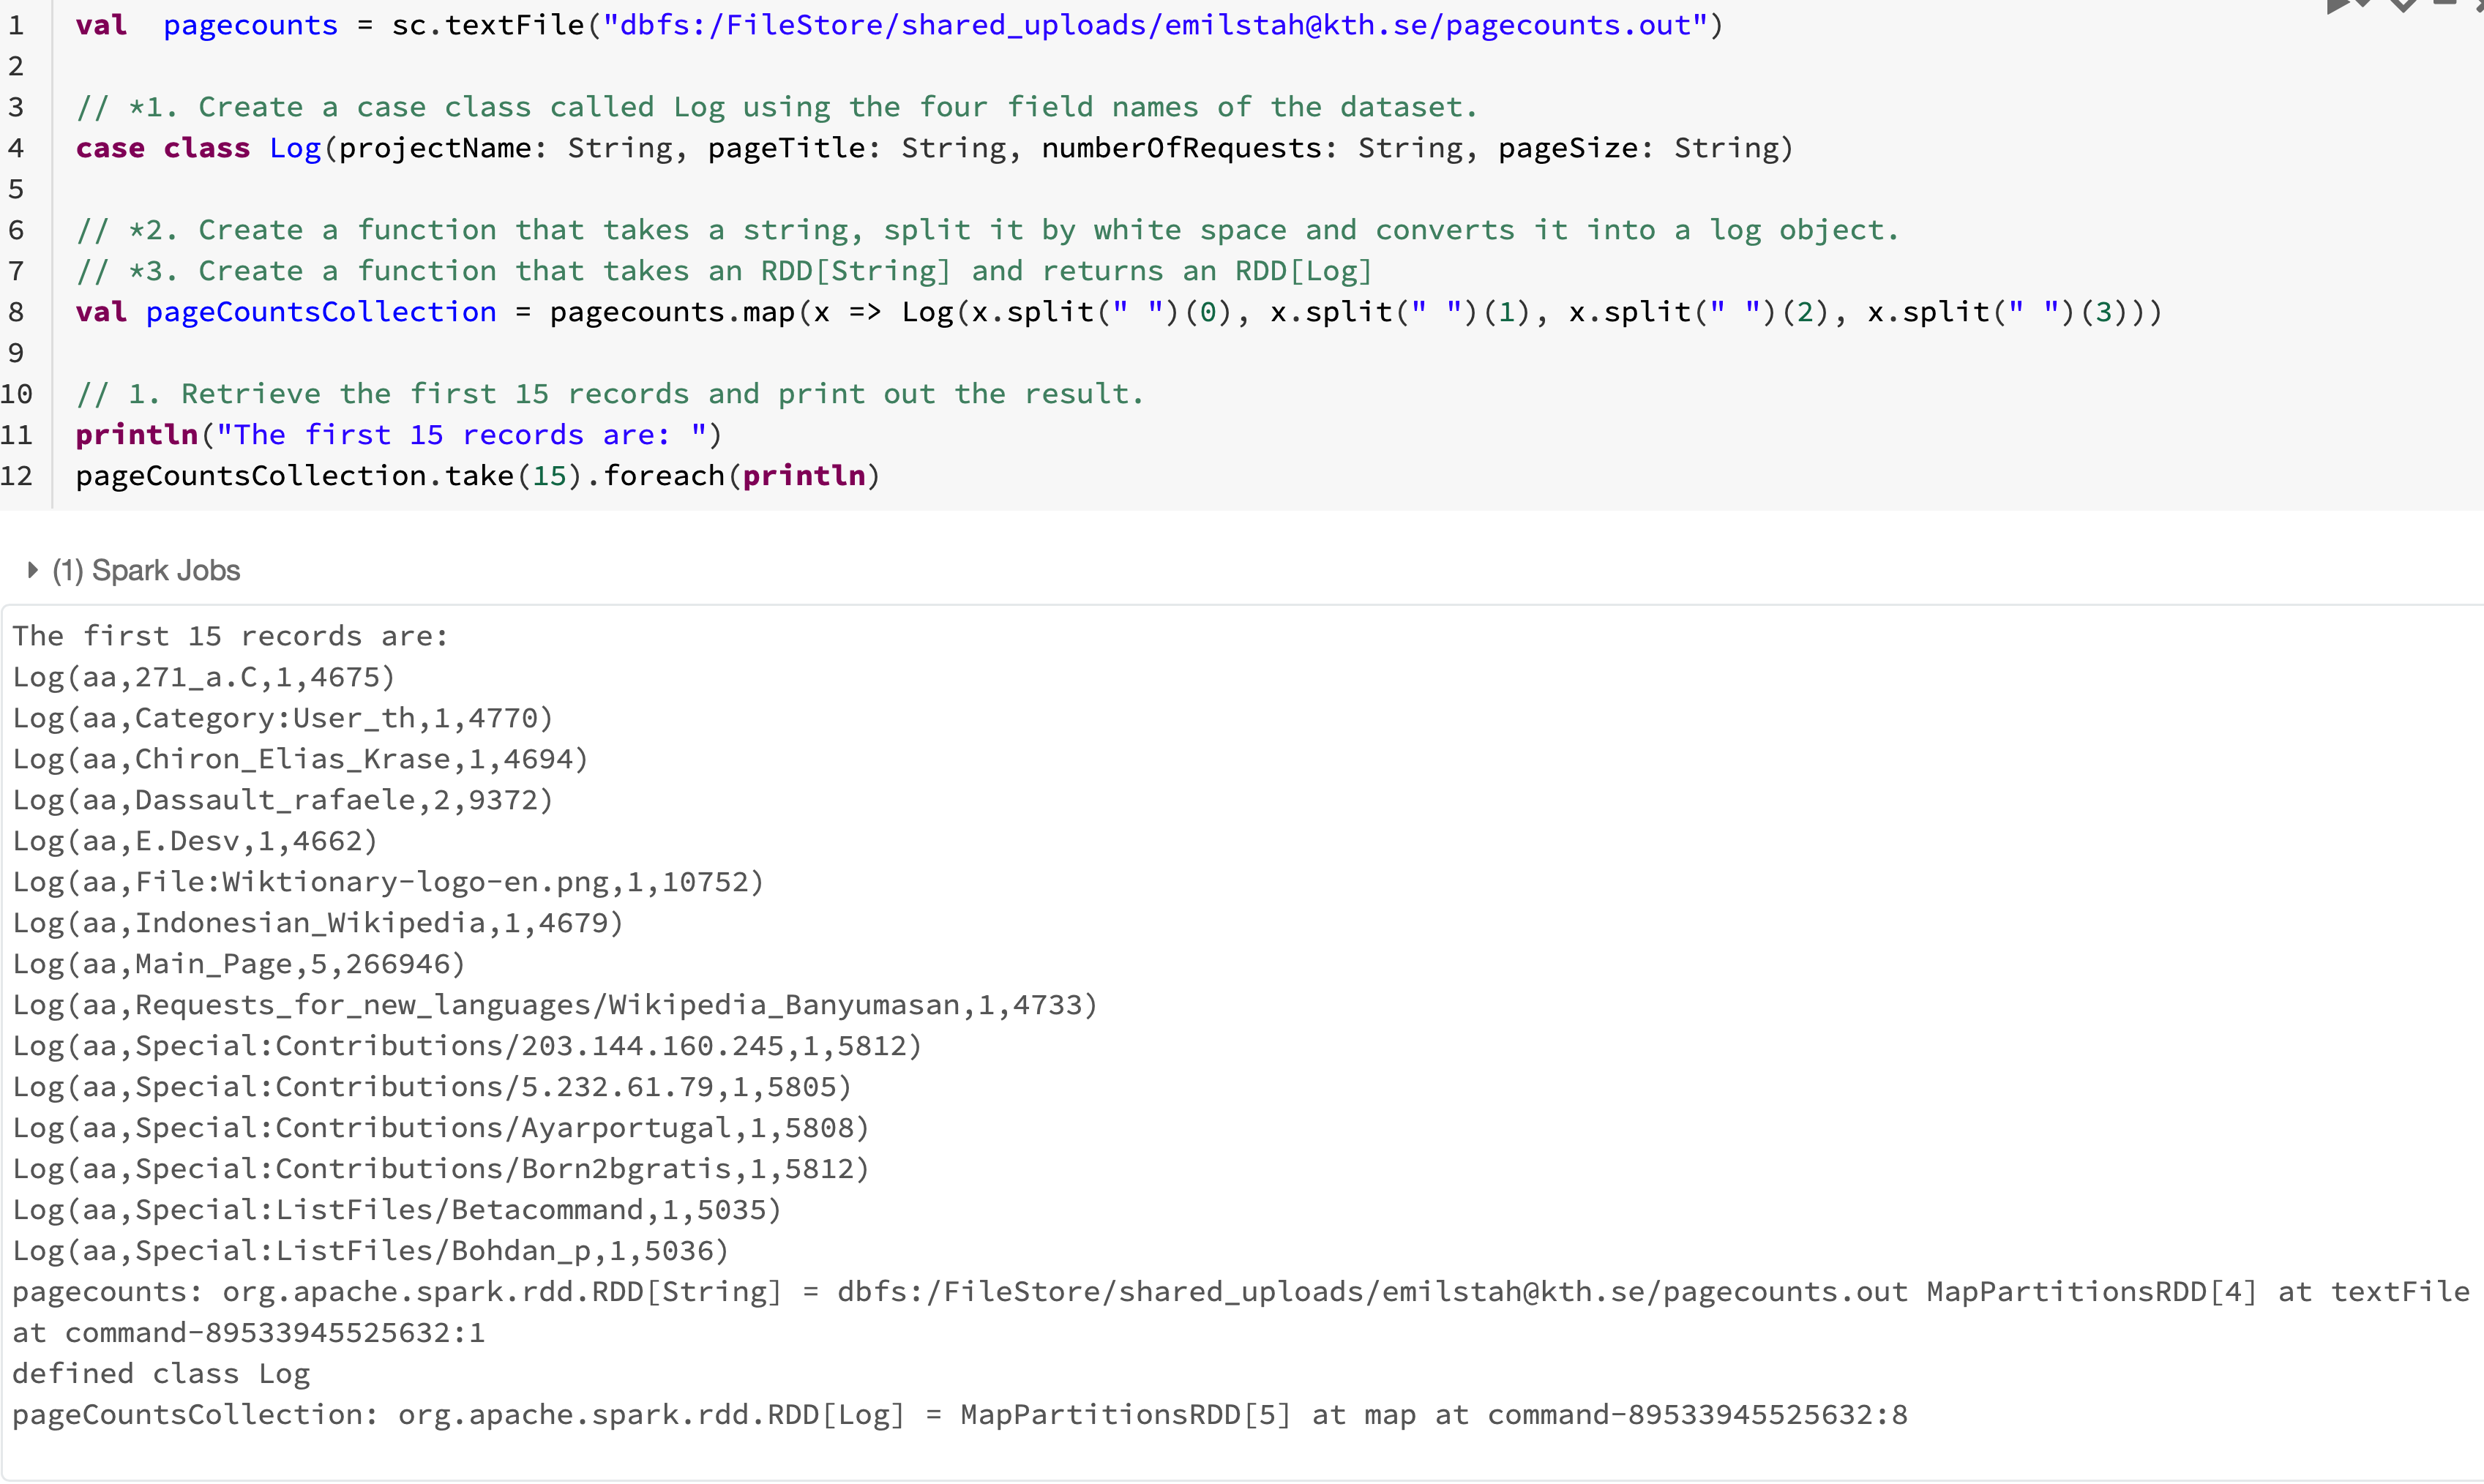 1 val  pagecounts = sc.textFile("dbfs:/FileStore/shared_uploads/emilstah@kth.se/pagecounts.out")
2
3 // *1. Create a case class called Log using the four field names of the dataset.
4 case class Log(projectName: String, pageTitle: String, numberOfRequests: String, pageSize: String)
5
6 // *2. Create a function that takes a string, split it by white space and converts it into a log object.
7 // *3. Create a function that takes an RDD[String] and returns an RDD[Log]
8 val pageCountsCollection = pagecounts.map(x => Log(x.split(" ")(0), x.split(" ")(1), x.split(" ")(2), x.split(" ")(3)))
9
10 // 1. Retrieve the first 15 records and print out the result.
11 println("The first 15 records are: ")
12 pageCountsCollection.take(15).foreach(println)
(1) Spark Jobs
The first 15 records are:
Log(aa,271_a.C,1,4675)
Log(aa,Category:User_th,1,4770)
Log(aa,Chiron_Elias_Krase,1,4694)
Log(aa,Dassault_rafaele,2,9372)
Log(aa,E.Desv,1,4662)
Log(aa,File:Wiktionary-logo-en.png,1,10752)
Log(aa,Indonesian_Wikipedia,1,4679)
Log(aa,Main_Page,5,266946)
Log(aa,Requests_for_new_languages/Wikipedia_Banyumasan,1,4733)
Log(aa,Special:Contributions/203.144.160.245,1,5812)
Log(aa,Special:Contributions/5.232.61.79,1,5805)
Log(aa,Special:Contributions/Ayarportugal,1,5808)
Log(aa,Special:Contributions/Born2bgratis,1,5812)
Log(aa,Special:ListFiles/Betacommand,1,5035)
Log(aa,Special:ListFiles/Bohdan_p,1,5036)
pagecounts: org.apache.spark.rdd.RDD[String] = dbfs:/FileStore/shared_uploads/emilstah@kth.se/pagecounts.out MapPartitionsRDD[4] at textFile
at command-89533945525632:1
defined class Log
pageCountsCollection: org.apache.spark.rdd.RDD[Log] = MapPartitionsRDD[5] at map at command-89533945525632:8